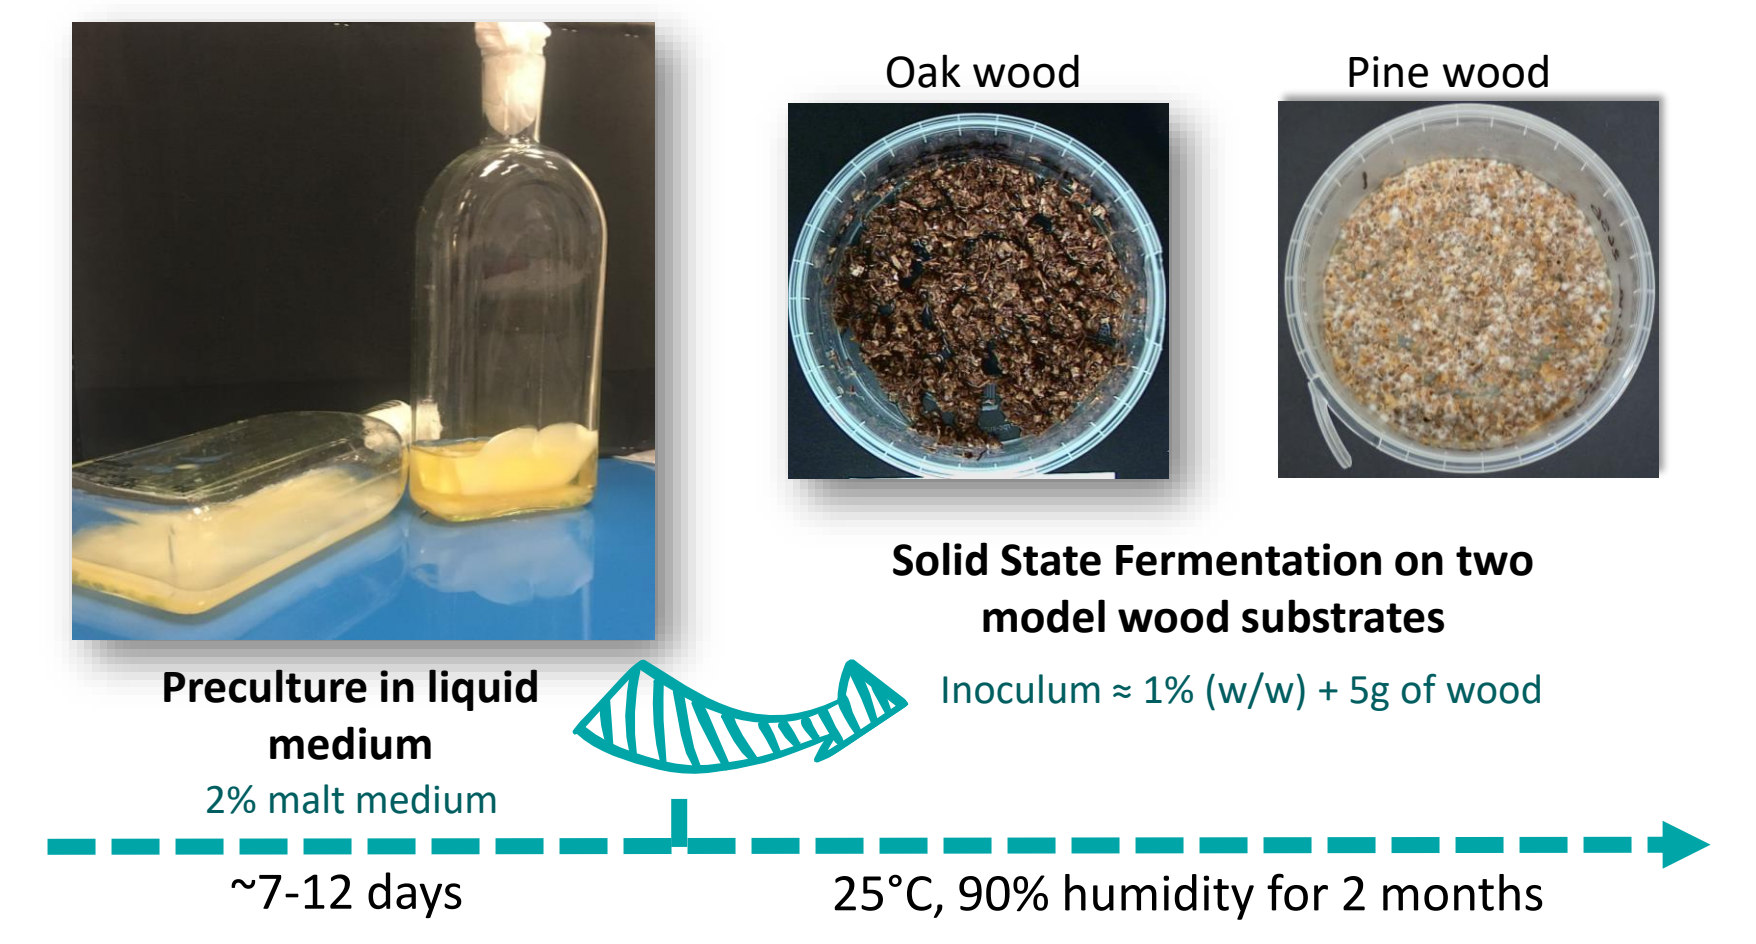 Oak wood
Pine wood
Solid State Fermentation on two
model wood substrates
Inoculum ≈ 1% (w/w) + 5g of wood
Preculture in liquid
medium
2% malt medium
~7-12 days
25°C, 90% humidity for 2 months